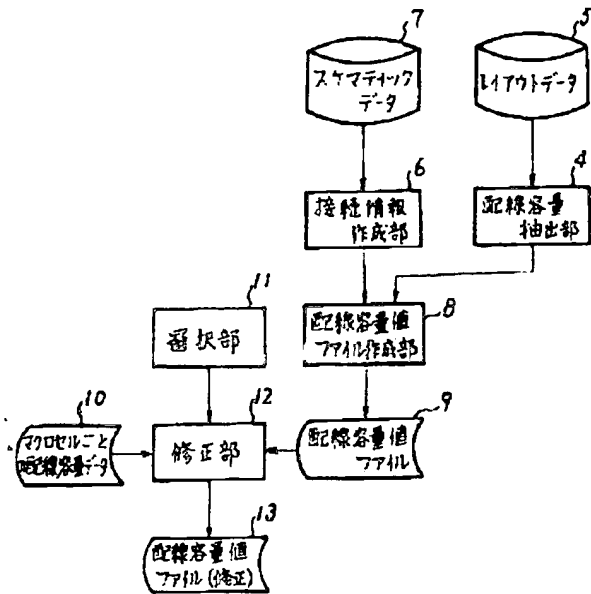 7
スケマティック
データ
5
レイアウトデータ
6
接続情報
作成部
4
配線容量
抽出部
11
選択部
8
配線容量値
ファイル作成部
10
マクロセルごと
配線容量データ
12
修正部
9
配線容量値
ファイル
13
配線容量値
ファイル(修正)